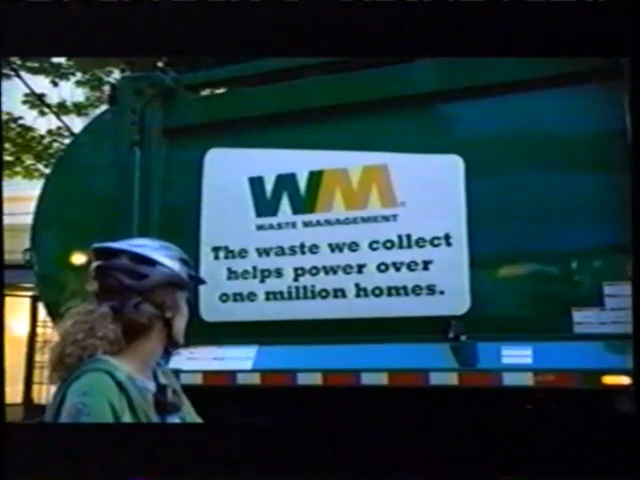 WM
WASTE MANAGEMENT
The waste we collect
helps power over
one million homes.